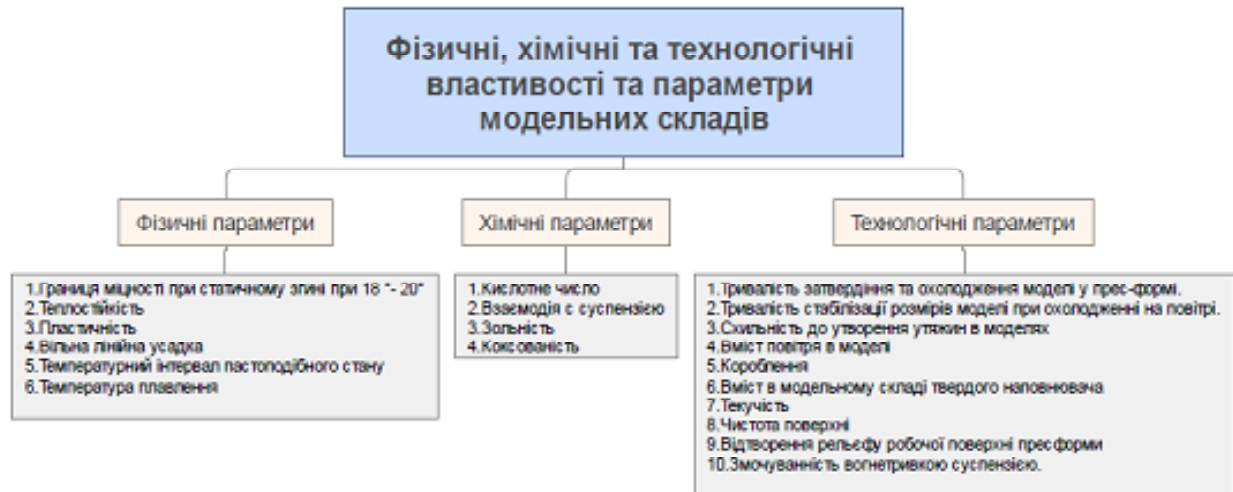 Фізичні, хімічні та технологічні
властивості та параметри
модельних складів
Фізичні параметри
Хімічні параметри
Технологічні параметри
1.Границя міцності при статичному згині при 18 °- 20°
2.Теплостійкість
3.Пластичність
4.Вільна лінійна усадка
5.Температурний інтервал пастоподібного стану
6.Температура плавлення
1.Кислотне число
2.Взаємодія с суспензією
3.Зольність
4.Коксованість
1.Тривалість затвердіння та охолодження моделі у прес-формі.
2.Тривалість стабілізації розмірів моделі при охолодженні на повітрі.
3.Схильність до утворення утяжин в моделях
4.Вміст повітря в моделі
5.Короблення
6.Вміст в модельному складі твердого наповнювача
7.Текучість
8.Чистота поверхні
9.Відтворення рельєфу робочої поверхні пресформи
10.Змочуванність вогнетривкою суспензією.